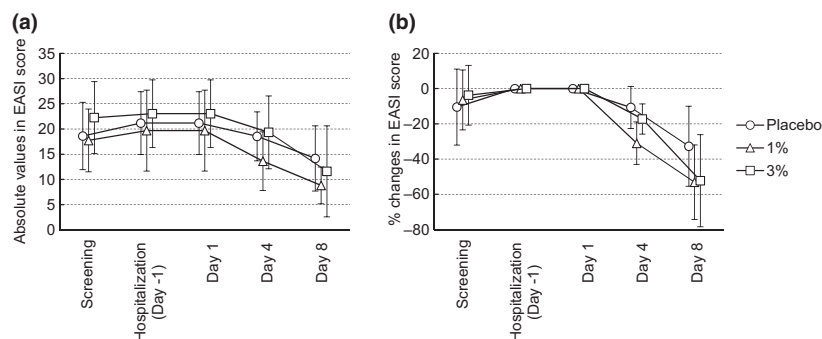 (a)
Absolute values in EASI score
35
30
25
20
15
10
5
0
Screening
Hospitalization
(Day -1)
Day 1
Day 4
Day 8
(b)
% changes in EASI score
20
0
–20
–40
–60
–80
Screening
Hospitalization
(Day -1)
Day 1
Day 4
Day 8
Placebo
1%
3%